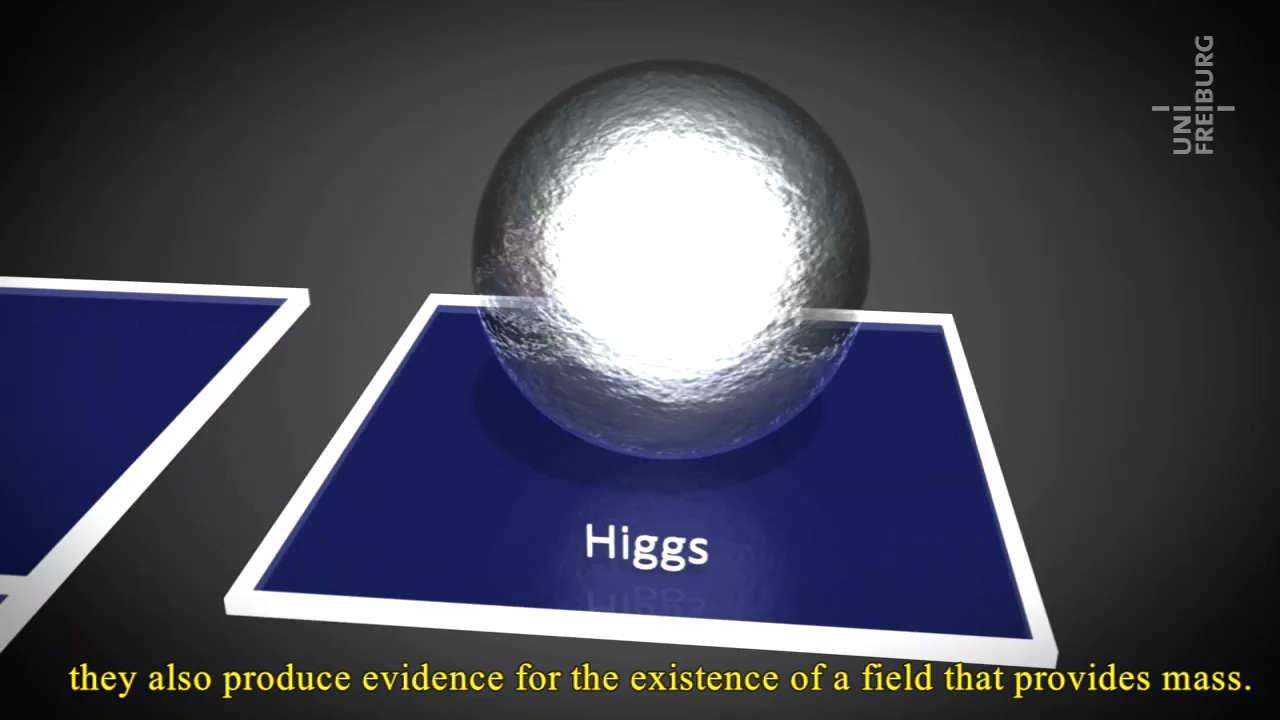 UNI
FREIBURG
Higgs
they also produce evidence for the existence of a field that provides mass.